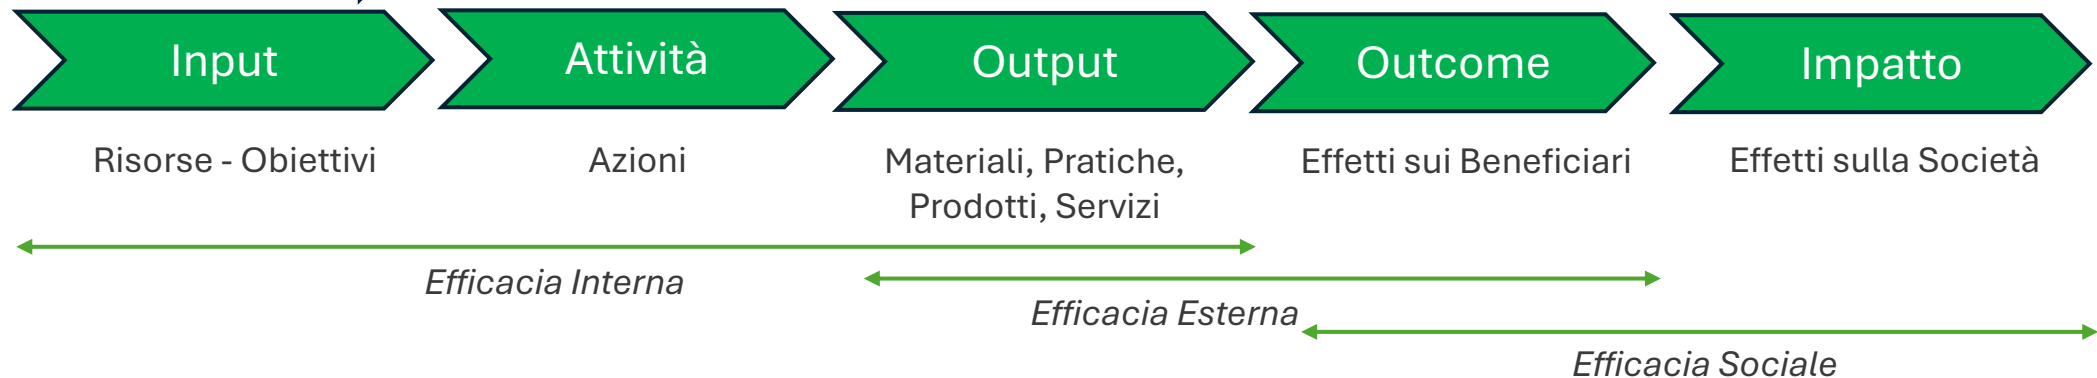 Input
Attività
Output
Outcome
Impatto
Risorse - Obiettivi
Azioni
Materiali, Pratiche,
Prodotti, Servizi
Effetti sui Beneficiari
Effetti sulla Società
Efficacia Interna
Efficacia Esterna
Efficacia Sociale